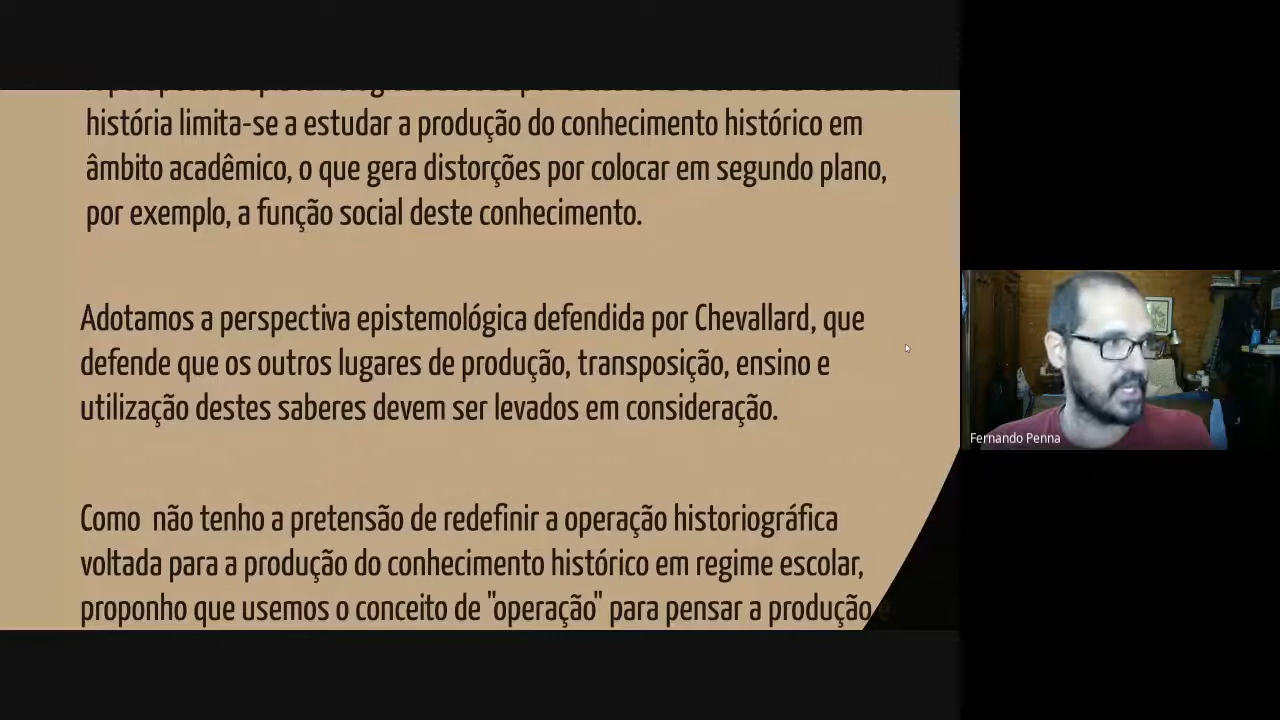 história limita-se a estudar a produção do conhecimento histórico em
âmbito acadêmico, o que gera distorções por colocar em segundo plano,
por exemplo, a função social deste conhecimento.
Adotamos a perspectiva epistemológica defendida por Chevallard, que
defende que os outros lugares de produção, transposição, ensino e
utilização destes saberes devem ser levados em consideração.
Como não tenho a pretensão de redefinir a operação historiográfica
voltada para a produção do conhecimento histórico em regime escolar,
proponho que usemos o conceito de "operação" para pensar a produção e
Fernando Penna